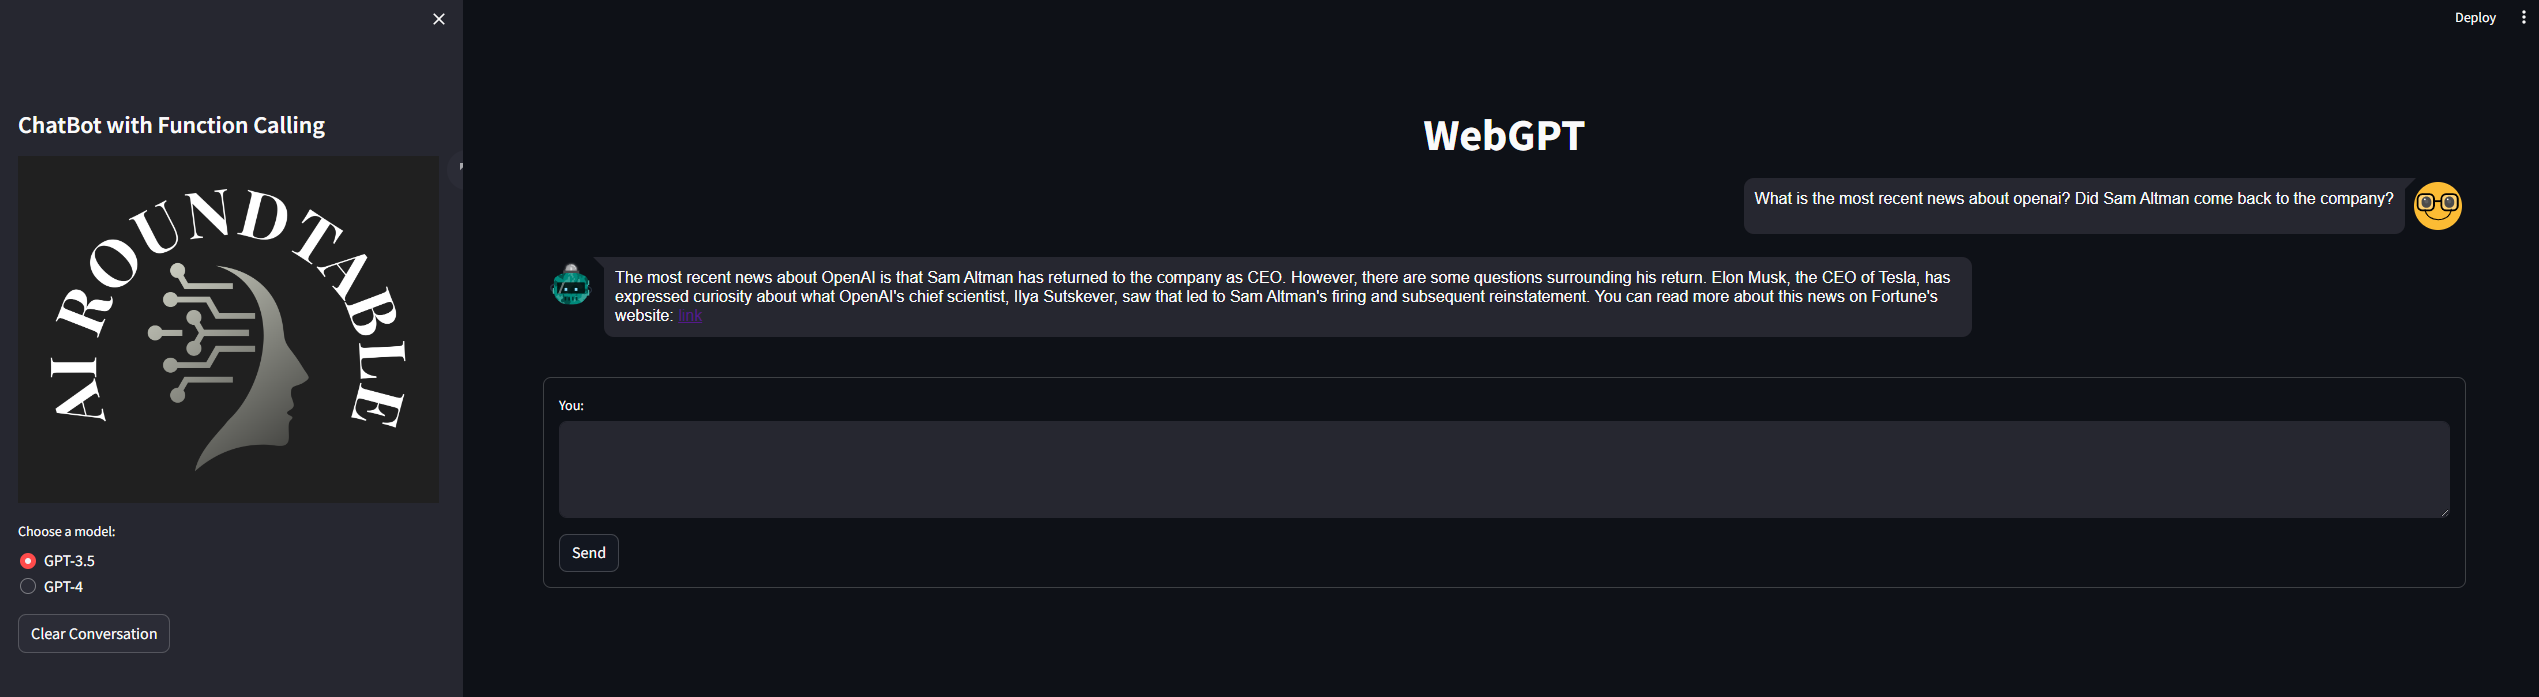 Deploy
ChatBot with Function Calling
AI ROUNDTABLE
Choose a model:
GPT-3.5
GPT-4
Clear Conversation
WebGPT
What is the most recent news about openai? Did Sam Altman come back to the company?
The most recent news about OpenAI is that Sam Altman has returned to the company as CEO. However, there are some questions surrounding his return. Elon Musk, the CEO of Tesla, has
expressed curiosity about what OpenAI's chief scientist, Ilya Sutskever, saw that led to Sam Altman's firing and subsequent reinstatement. You can read more about this news on Fortune's
website: link
You:
Send